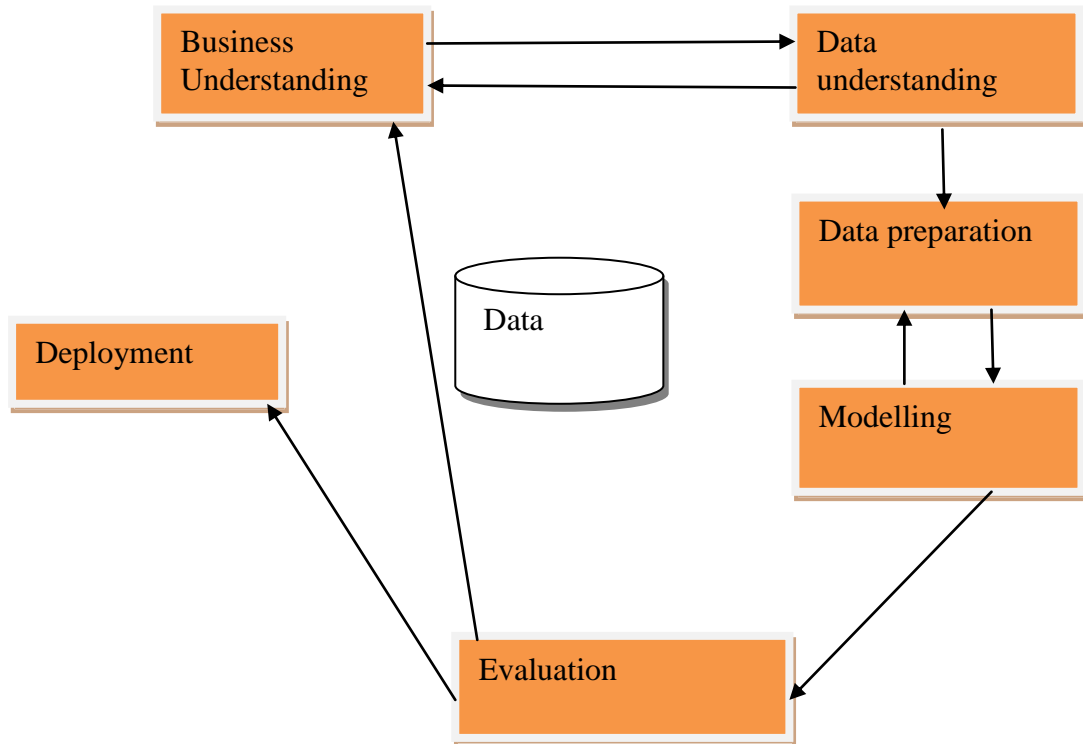 Business
Understanding
Data
understanding
Data preparation
Data
Deployment
Modelling
Evaluation